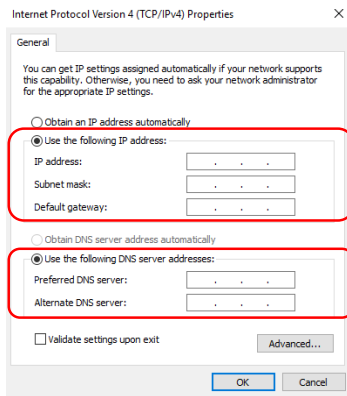 Internet Protocol Version 4 (TCP/IPv4) Properties
General
You can get IP settings assigned automatically if your network supports
this capability. Otherwise, you need to ask your network administrator
for the appropriate IP settings.
Obtain an IP address automatically
Use the following IP address:
IP address:
Subnet mask:
Default gateway:
Obtain DNS server address automatically
Use the following DNS server addresses:
Preferred DNS server:
Alternate DNS server:
Validate settings upon exit
Advanced...
OK Cancel